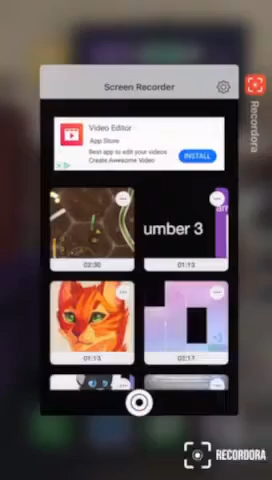 Screen Recorder
Recordora
Video Editor
App Store
Best app to edit your videos
Create Awesome Video
INSTALL
umber 3
02:30
01:13
01:13
02:17
RECORDORA